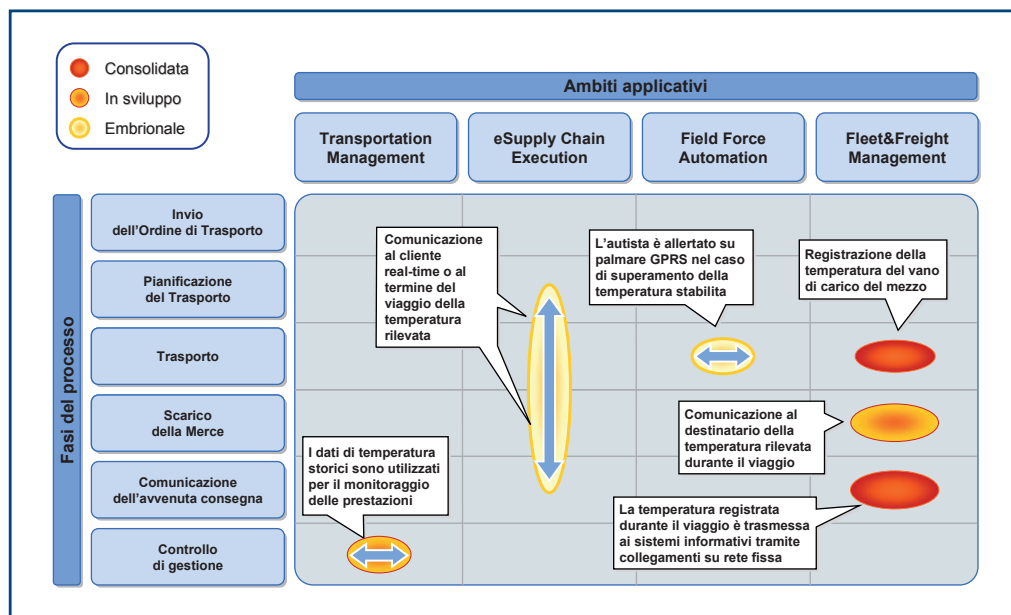 Consolidata
In sviluppo
Embrionale
Ambiti applicativi
Transportation
Management
eSupply Chain
Execution
Field Force
Automation
Fleet&Freight
Management
Fasi del processo
Invio
dell'Ordine di Trasporto
Pianificazione
del Trasporto
Trasporto
Scarico
della Merce
Comunicazione
dell'avvenuta consegna
Controllo
di gestione
Comunicazione
al cliente
real-time o al
termine del
viaggio della
temperatura
rilevata
L'autista è allertato su
palmare GPRS nel caso
di superamento della
temperatura stabilita
Registrazione della
temperatura del vano
di carico del mezzo
Comunicazione al
destinatario della
temperatura rilevata
durante il viaggio
I dati di temperatura
storici sono utilizzati
per il monitoraggio
delle prestazioni
La temperatura registrata
durante il viaggio è trasmessa
ai sistemi informativi tramite
collegamenti su rete fissa